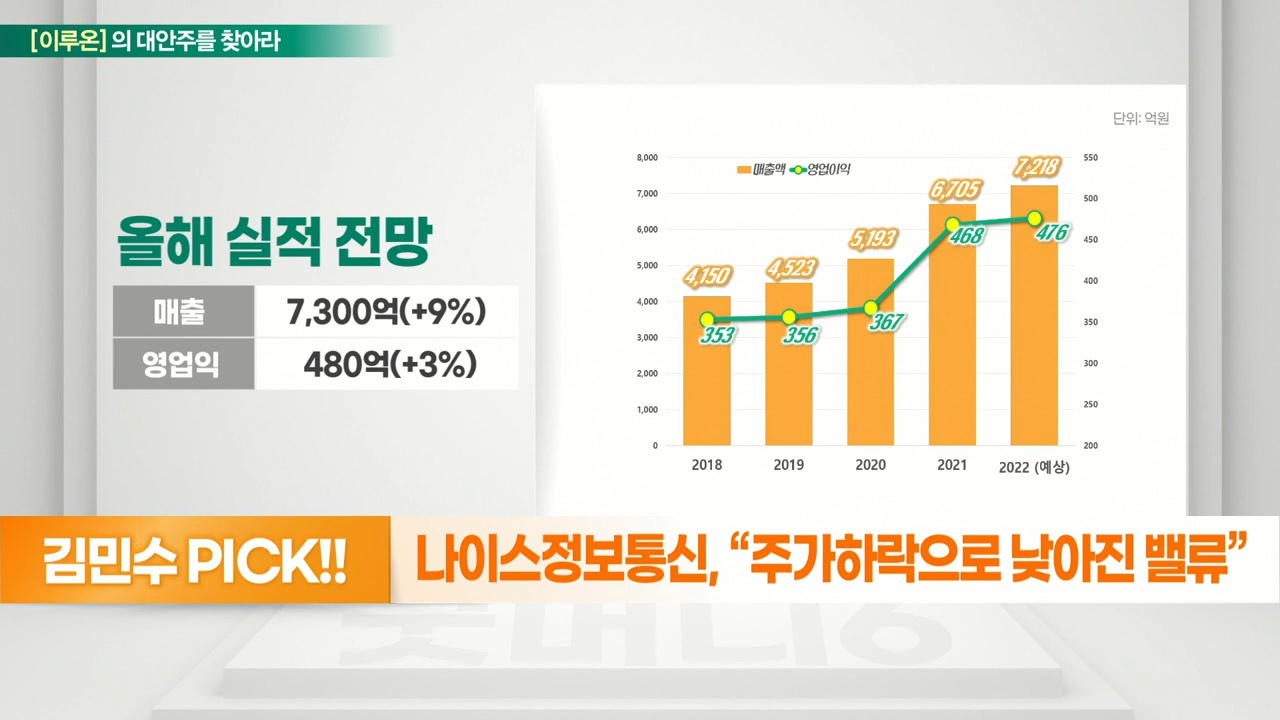 [이루온]의 대안주를 찾아라
올해 실적 전망
매출 7,300억(+9%)
영업익 480억(+3%)
단위: 억원
매출액 영업이익
8,000
7,000
6,000
5,000
4,000
3,000
2,000
1,000
0
550
500
450
400
350
300
250
200
4,150
4,523
5,193
6,705
7,218
353
356
367
468
476
2018 2019 2020 2021 2022 (예상)
김민수 PICK!!
나이스정보통신, “주가하락으로 낮아진 밸류”
머니6